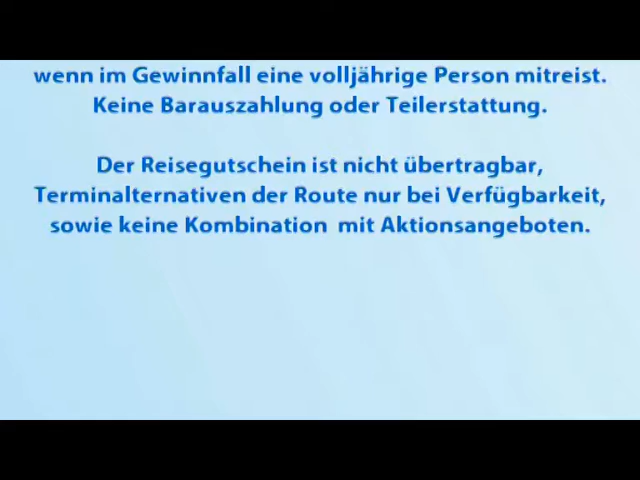 wenn im Gewinnfall eine volljährige Person mitreist.
Keine Barauszahlung oder Teilerstattung.
Der Reisegutschein ist nicht übertragbar,
Terminalternativen der Route nur bei Verfügbarkeit,
sowie keine Kombination mit Aktionsangeboten.